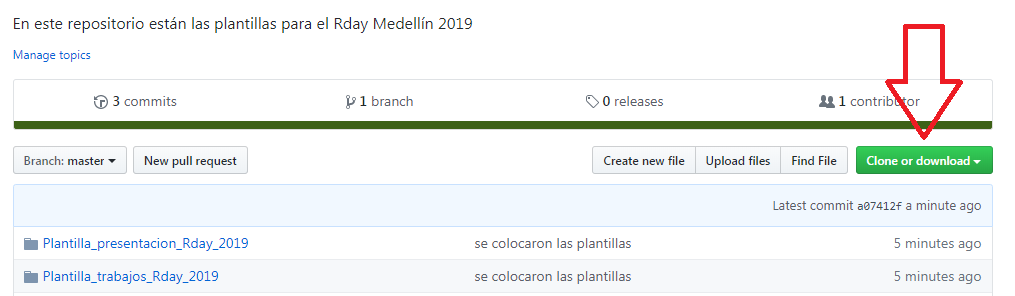 En este repositorio están las plantillas para el Rday Medellín 2019
Manage topics
3 commits 1 branch 0 releases 1 contributor
Branch: master New pull request Create new file Upload files Find File Clone or download
Latest commit a07412f a minute ago
Plantilla_presentacion_Rday_2019 se colocaron las plantillas 5 minutes ago
Plantilla_trabajos_Rday_2019 se colocaron las plantillas 5 minutes ago